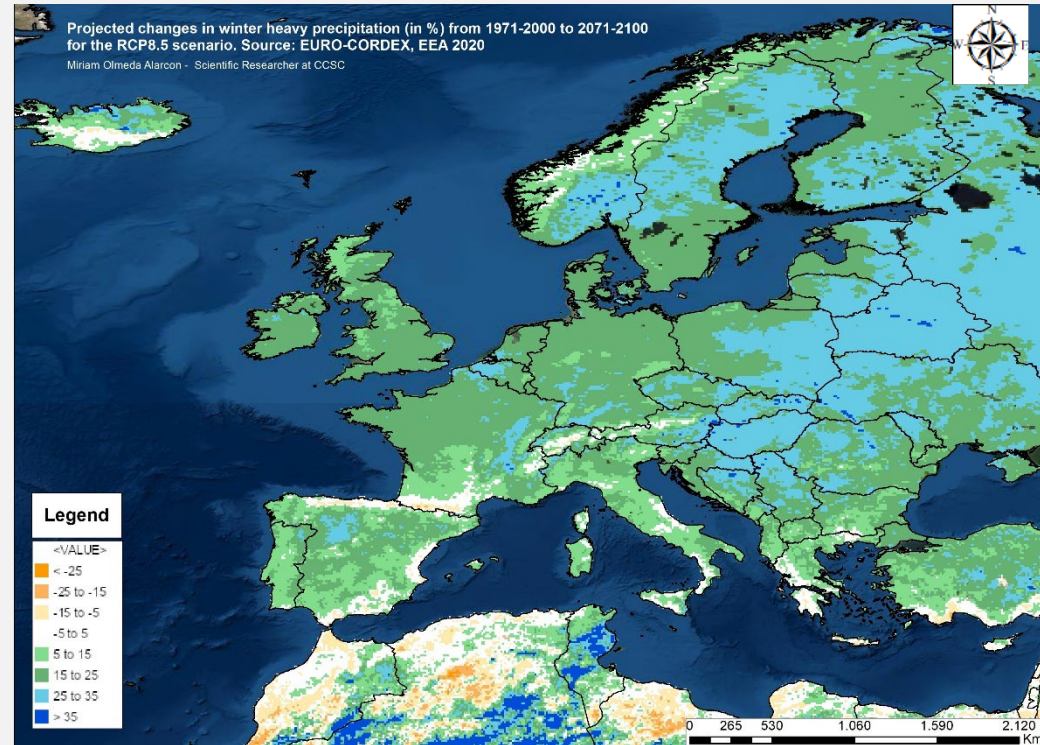 Projected changes in winter heavy precipitation (in %) from 1971-2000 to 2071-2100
for the RCP8.5 scenario. Source: EURO-CORDEX, EEA 2020
Miriam Olmeda Alarcon - Scientific Researcher at CCSC
N
W
E
S
Legend
<VALUE>
< -25
-25 to -15
-15 to -5
-5 to 5
5 to 15
15 to 25
25 to 35
> 35
0 265 530 1.060 1.590 2.120
Km